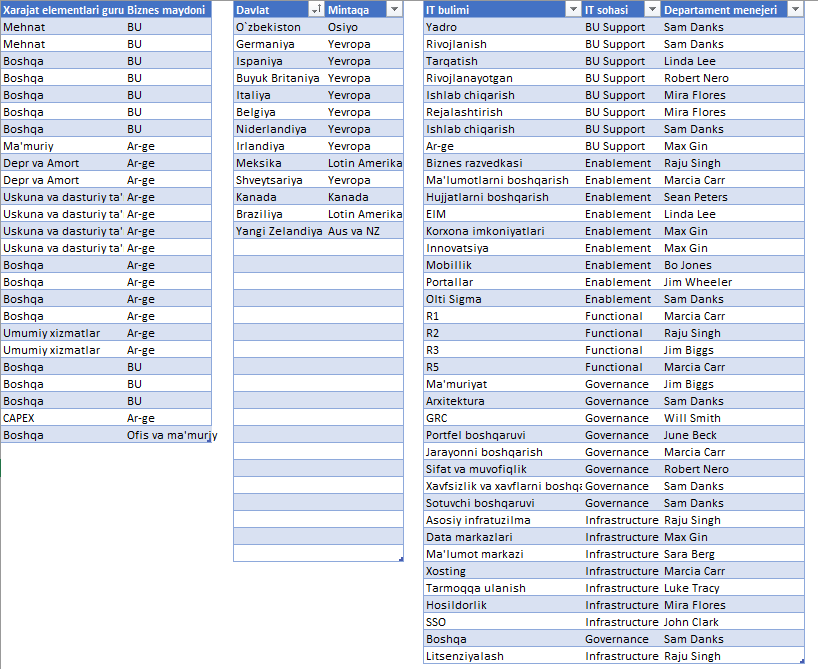 Xarajat elementlari guru Biznes maydoni
Mehnat BU
Mehnat BU
Boshqa BU
Boshqa BU
Boshqa BU
Boshqa BU
Boshqa BU
Ma'muriy Ar-ge
Depr va Amort Ar-ge
Depr va Amort Ar-ge
Uskuna va dasturiy ta' Ar-ge
Uskuna va dasturiy ta' Ar-ge
Uskuna va dasturiy ta' Ar-ge
Uskuna va dasturiy ta' Ar-ge
Boshqa Ar-ge
Boshqa Ar-ge
Boshqa Ar-ge
Boshqa Ar-ge
Umumiy xizmatlar Ar-ge
Umumiy xizmatlar Ar-ge
Boshqa BU
Boshqa BU
Boshqa BU
CAPEX Ar-ge
Boshqa Ofis va ma'muriy
Davlat Mintaqa
O`zbekiston Osiyo
Germaniya Yevropa
Ispaniya Yevropa
Buyuk Britaniya Yevropa
Italiya Yevropa
Belgiya Yevropa
Niderlandiya Yevropa
Irlandiya Yevropa
Meksika Lotin Amerika
Shveytsariya Yevropa
Kanada Kanada
Braziliya Lotin Amerika
Yangi Zelandiya Aus va NZ
IT bulimi IT sohasi Departament menejeri
Yadro BU Support Sam Danks
Rivojlanish BU Support Sam Danks
Tarqatish BU Support Linda Lee
Rivojlanayotgan BU Support Robert Nero
Ishlab chiqarish BU Support Mira Flores
Rejalashtirish BU Support Mira Flores
Ishlab chiqarish BU Support Sam Danks
Ar-ge BU Support Max Gin
Biznes razvedkasi Enablement Raju Singh
Ma'lumotlarni boshqarish Enablement Marcia Carr
Hujjatlarni boshqarish Enablement Sean Peters
EIM Enablement Linda Lee
Korxona imkoniyatlari Enablement Max Gin
Innovatsiya Enablement Max Gin
Mobillik Enablement Bo Jones
Portallar Enablement Jim Wheeler
Olti Sigma Enablement Sam Danks
R1 Functional Marcia Carr
R2 Functional Raju Singh
R3 Functional Jim Biggs
R5 Functional Marcia Carr
Ma'muriyat Governance Jim Biggs
Arxitektura Governance Sam Danks
GRC Governance Will Smith
Portfel boshqaruvi Governance June Beck
Jarayonni boshqarish Governance Marcia Carr
Sifat va muvofiqlik Governance Robert Nero
Xavfsizlik va xavflarni boshqa Governance Sam Danks
Sotuvchi boshqaruvi Governance Sam Danks
Asosiy infratuzilma Infrastructure Raju Singh
Data markazlari Infrastructure Max Gin
Ma'lumot markazi Infrastructure Sara Berg
Xosting Infrastructure Marcia Carr
Tarmoqqa ulanish Infrastructure Luke Tracy
Hosildorlik Infrastructure Mira Flores
SSO Infrastructure John Clark
Boshqa Governance Sam Danks
Litsenziyalash Infrastructure Raju Singh